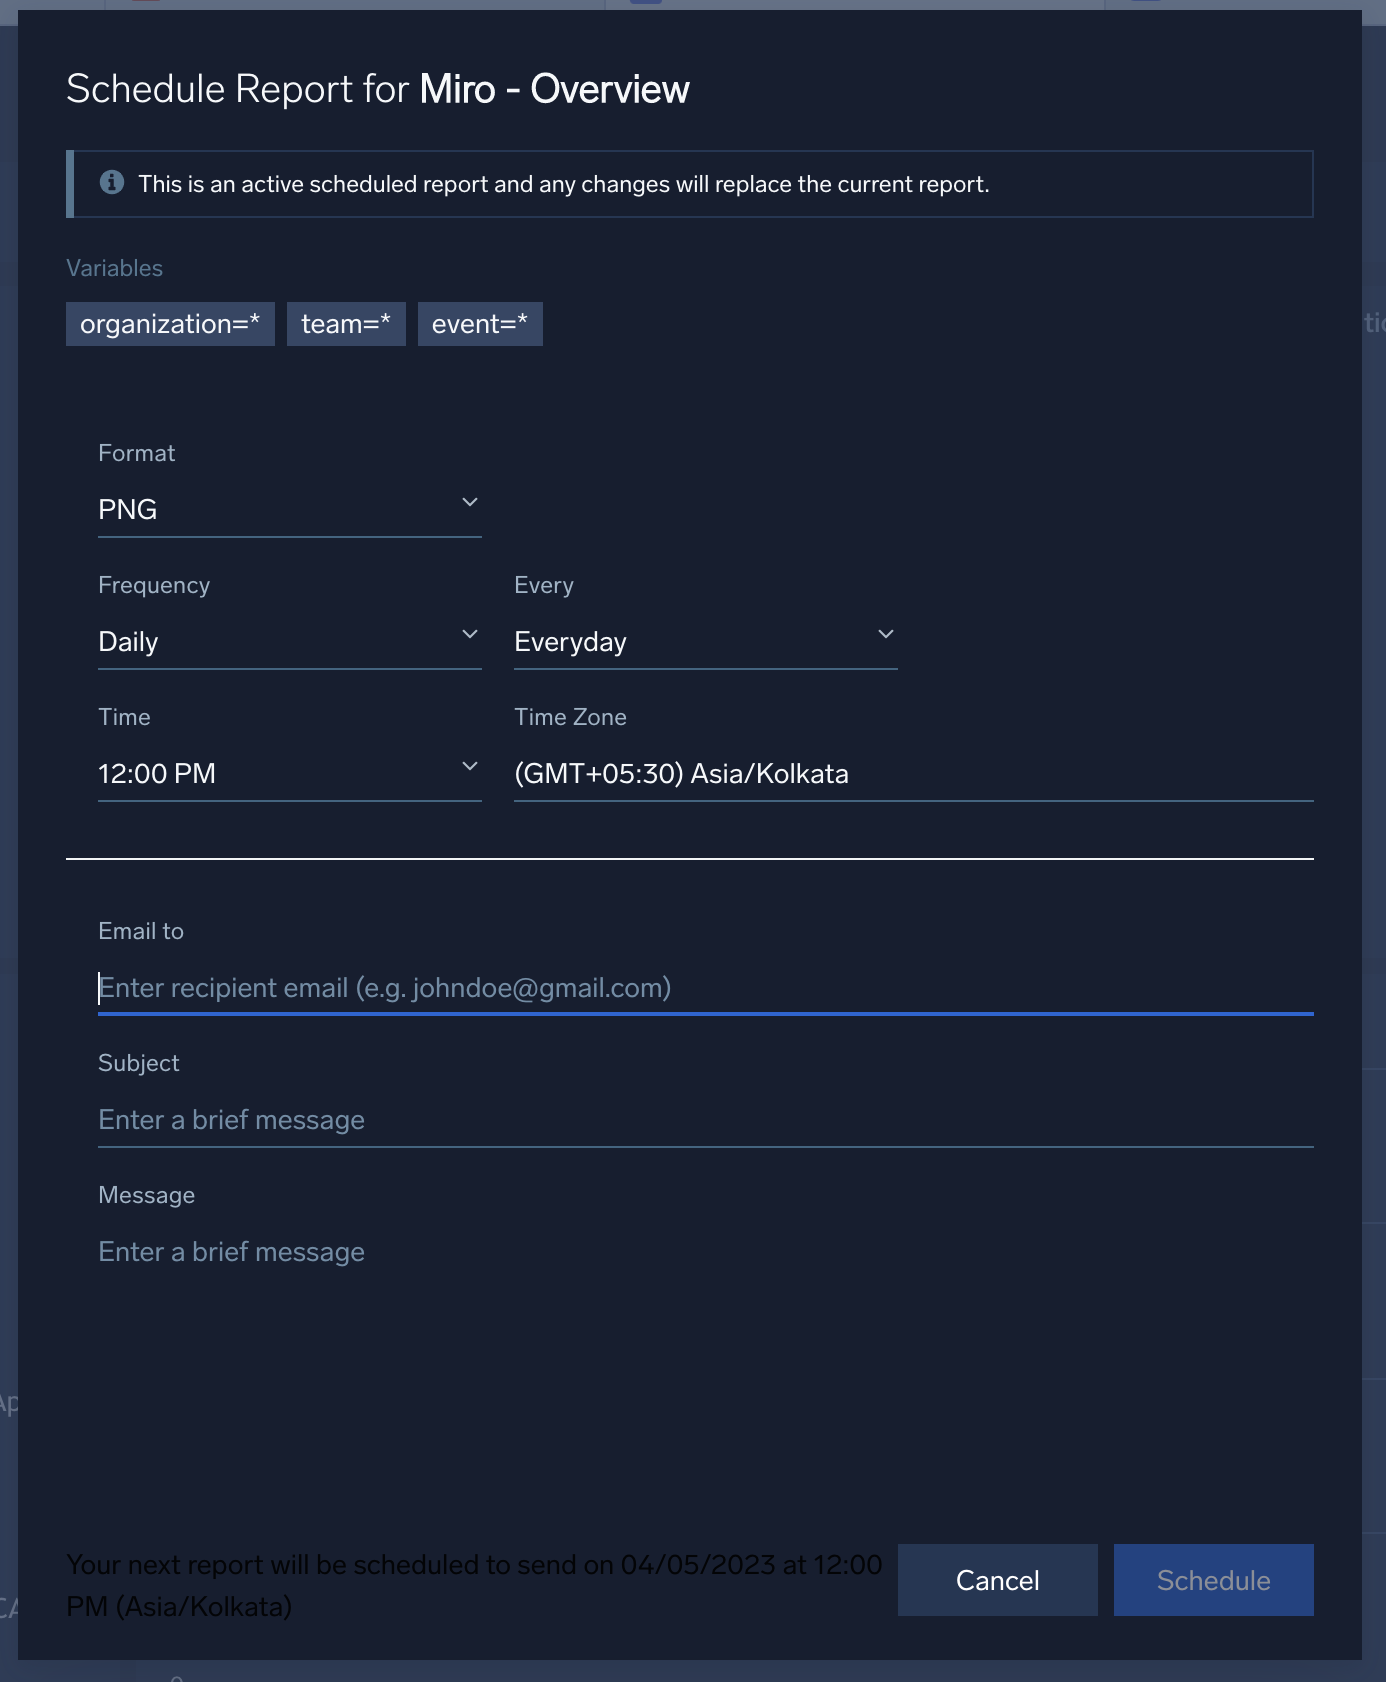 Schedule Report for Miro - Overview
This is an active scheduled report and any changes will replace the current report.
Variables
organization=* team=* event=*
Format
PNG
Frequency Every
Daily Everyday
Time Time Zone
12:00 PM (GMT+05:30) Asia/Kolkata
Email to
Enter recipient email (e.g. johndoe@gmail.com)
Subject
Enter a brief message
Message
Enter a brief message
Your next report will be scheduled to send on 04/05/2023 at 12:00
PM (Asia/Kolkata)
Cancel Schedule